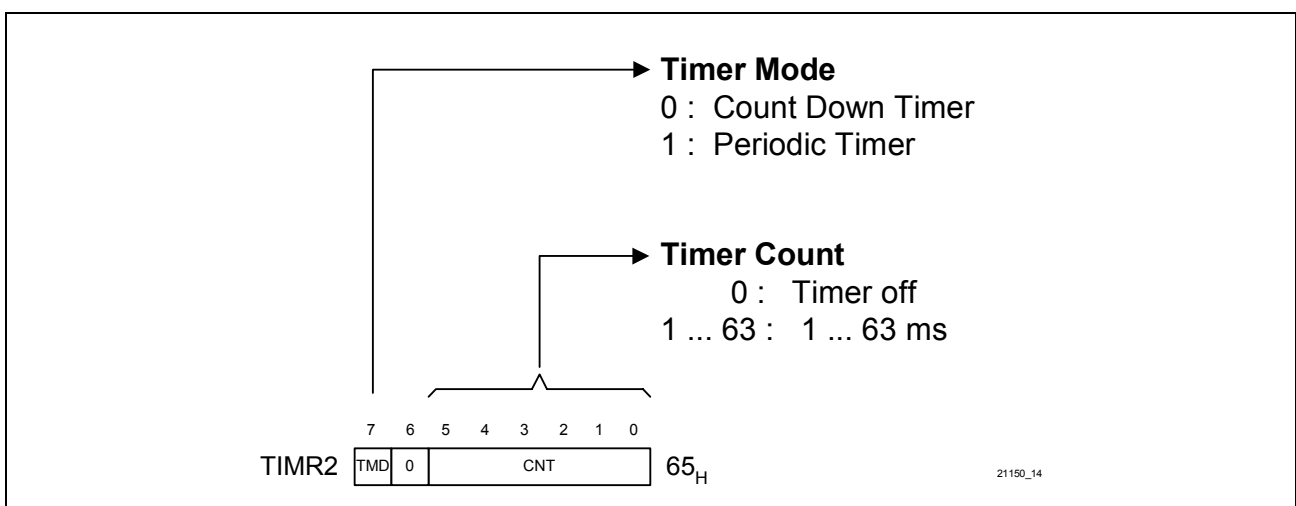 Timer Mode
0 : Count Down Timer
1 : Periodic Timer
Timer Count
0 : Timer off
1 ... 63 : 1 ... 63 ms
7 6 5 4 3 2 1 0
TIMR2 TMD 0 CNT 65H
21150_14